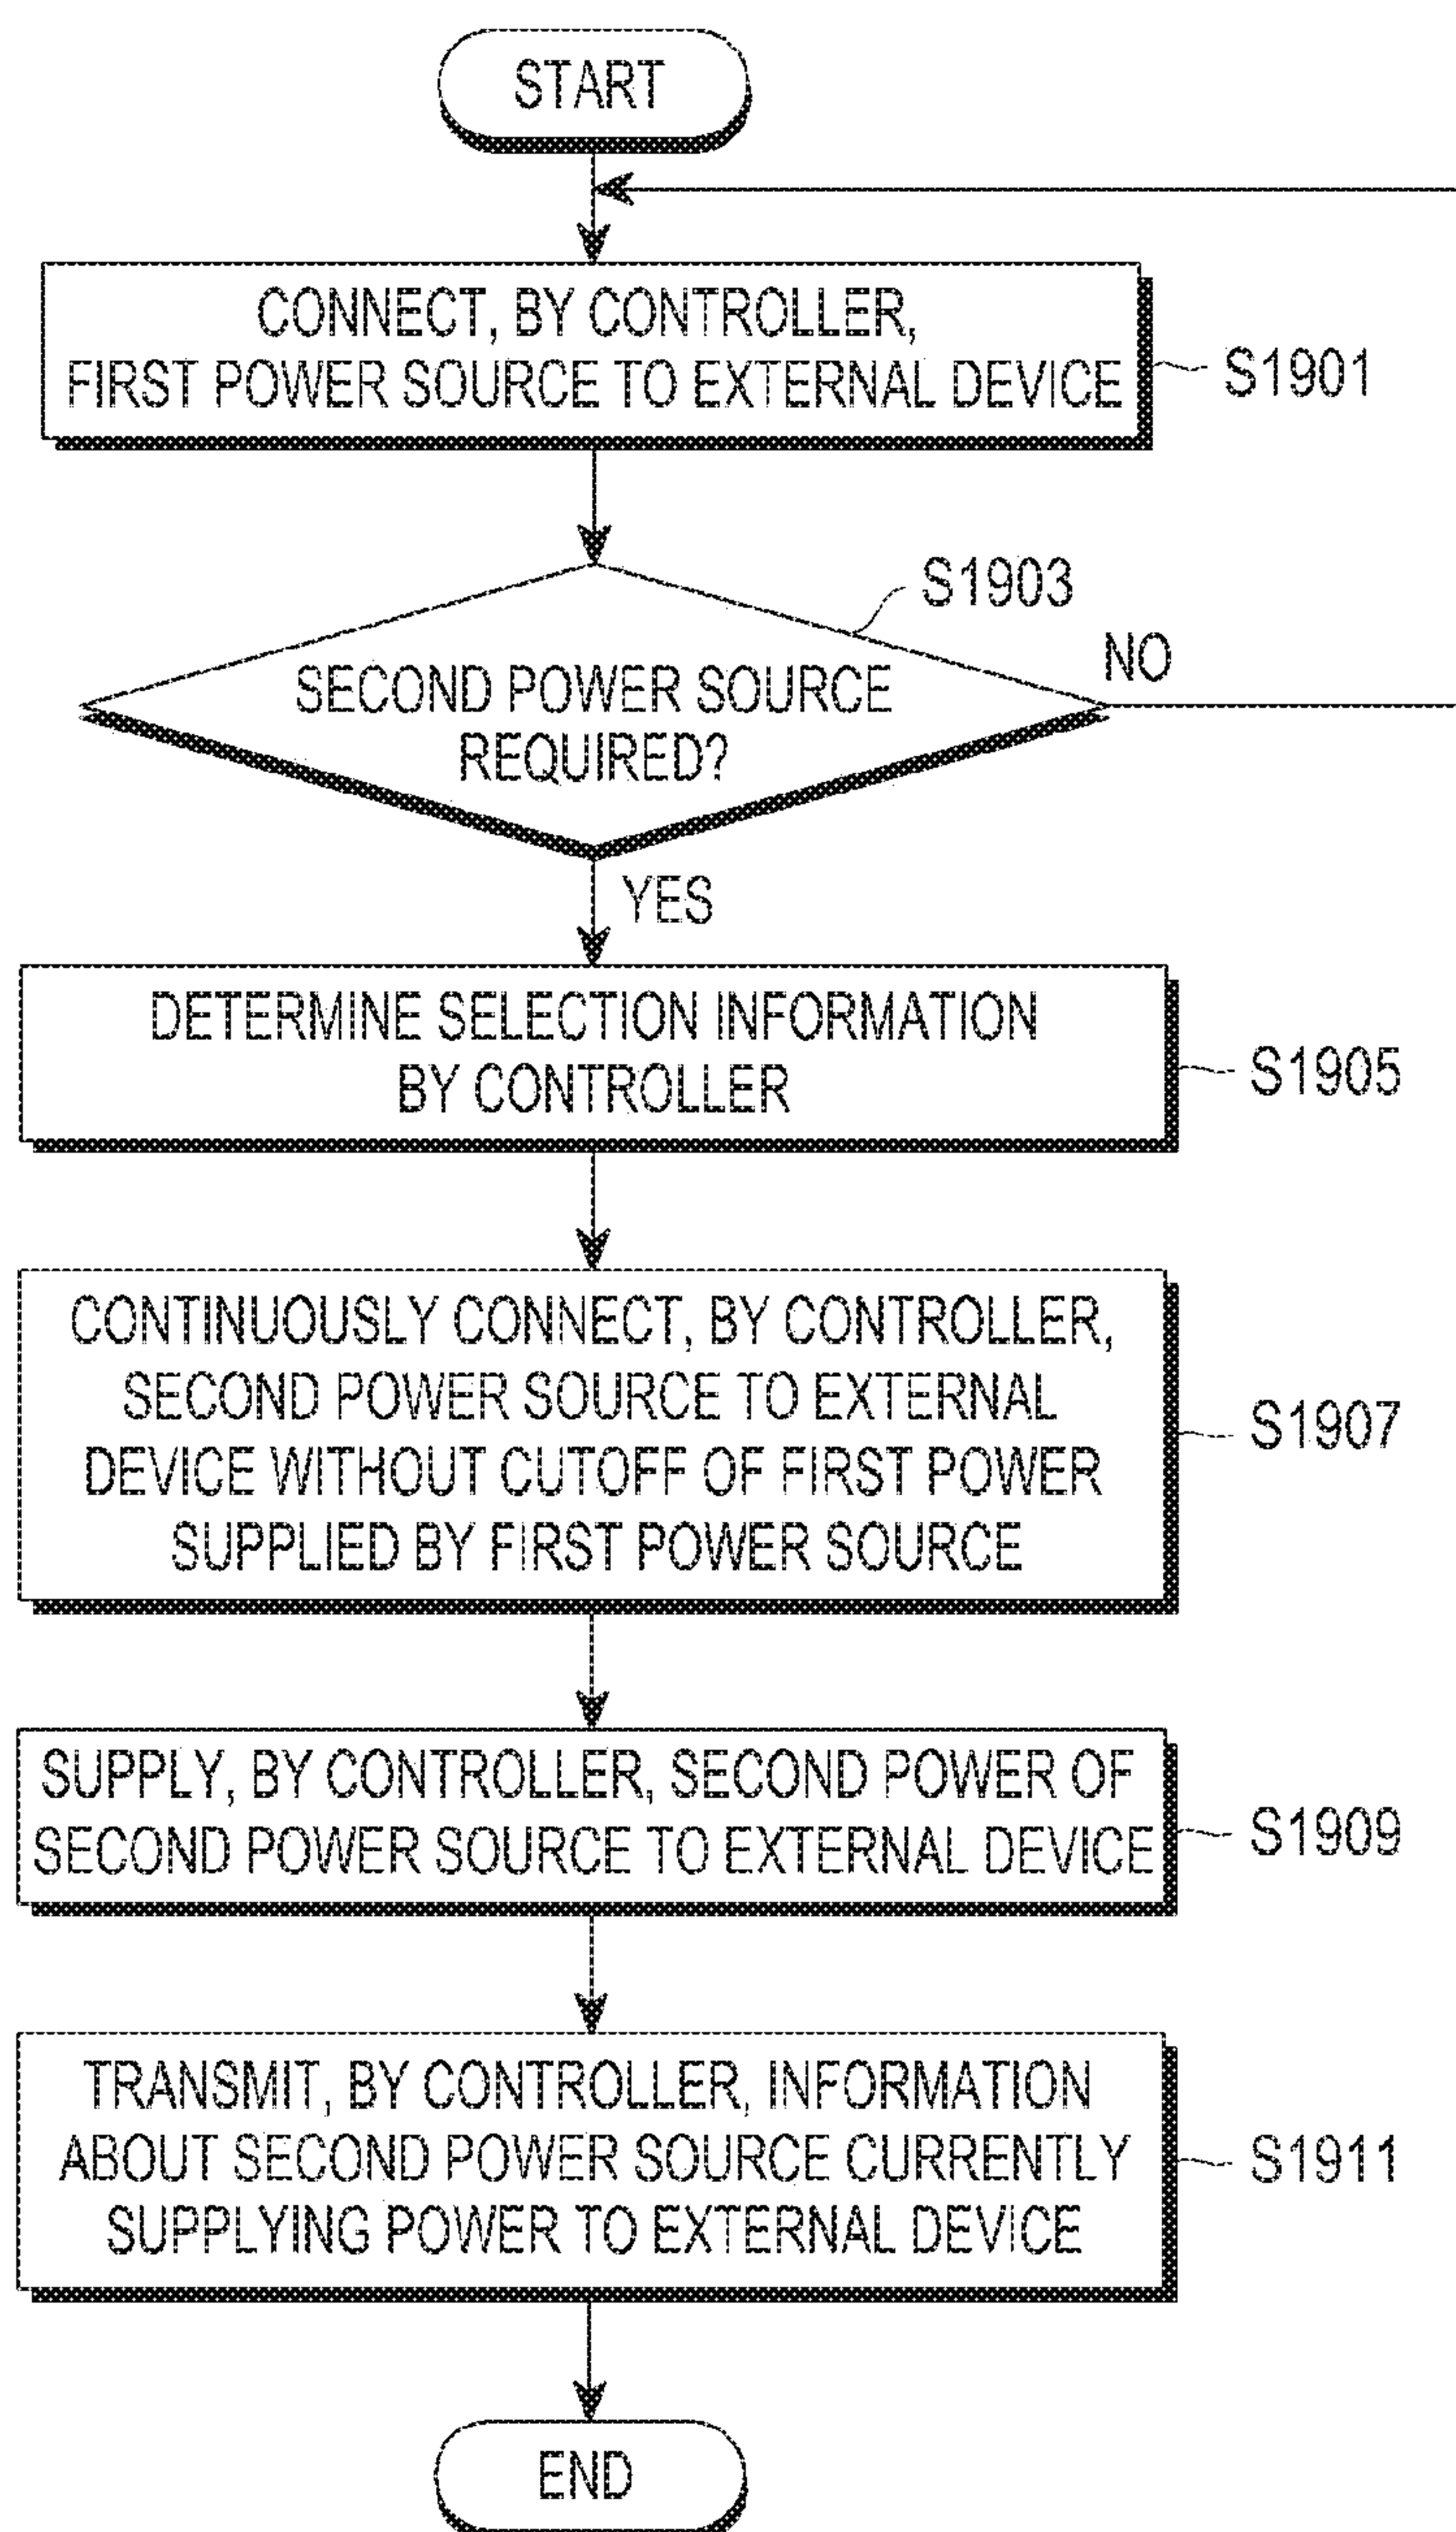 START
CONNECT, BY CONTROLLER,
FIRST POWER SOURCE TO EXTERNAL DEVICE
S1901
S1903
SECOND POWER SOURCE
REQUIRED?
NO
YES
DETERMINE SELECTION INFORMATION
BY CONTROLLER
S1905
CONTINUOUSLY CONNECT, BY CONTROLLER,
SECOND POWER SOURCE TO EXTERNAL
DEVICE WITHOUT CUTOFF OF FIRST POWER
SUPPLIED BY FIRST POWER SOURCE
S1907
SUPPLY, BY CONTROLLER, SECOND POWER OF
SECOND POWER SOURCE TO EXTERNAL DEVICE
S1909
TRANSMIT, BY CONTROLLER, INFORMATION
ABOUT SECOND POWER SOURCE CURRENTLY
SUPPLYING POWER TO EXTERNAL DEVICE
S1911
END